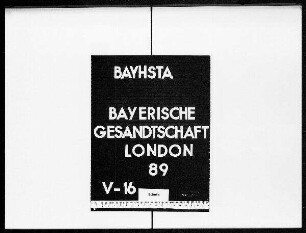 BAYHSTA
BAYERISCHE
GESANDTSCHAFT
LONDON
89
V-16